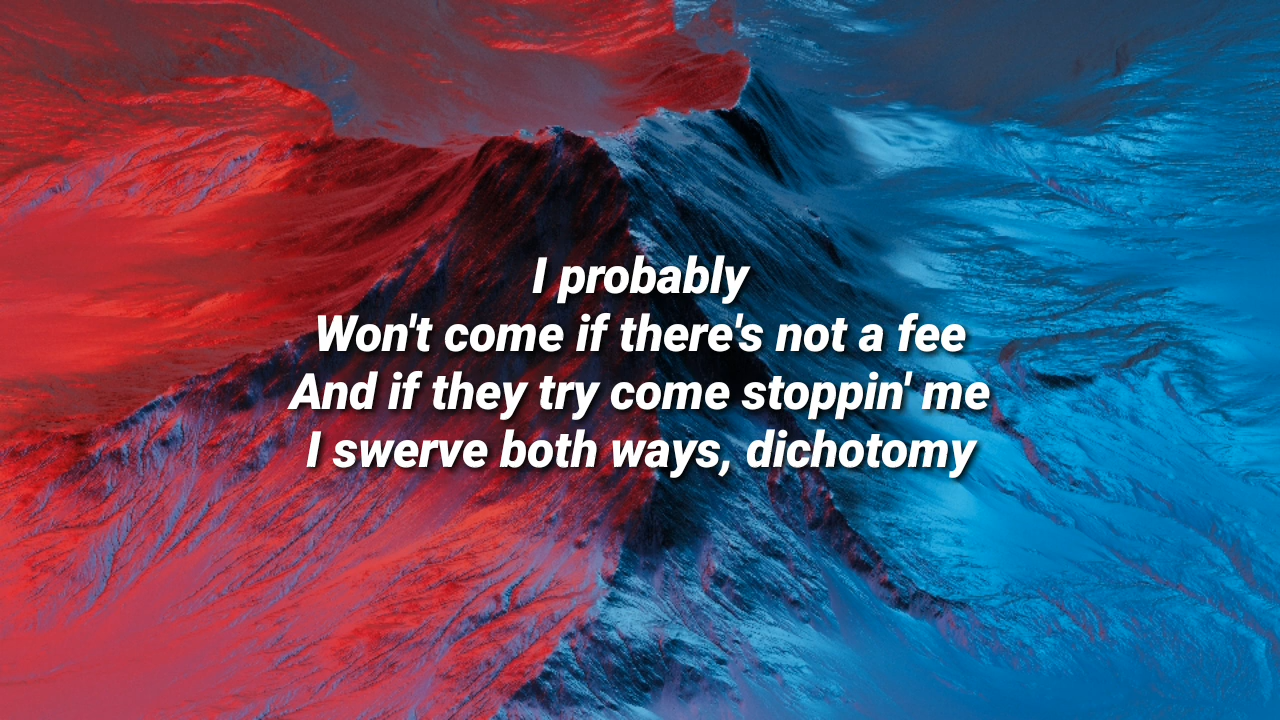 I probably
Won't come if there's not a fee
And if they try come stoppin' me
I swerve both ways, dichotomy